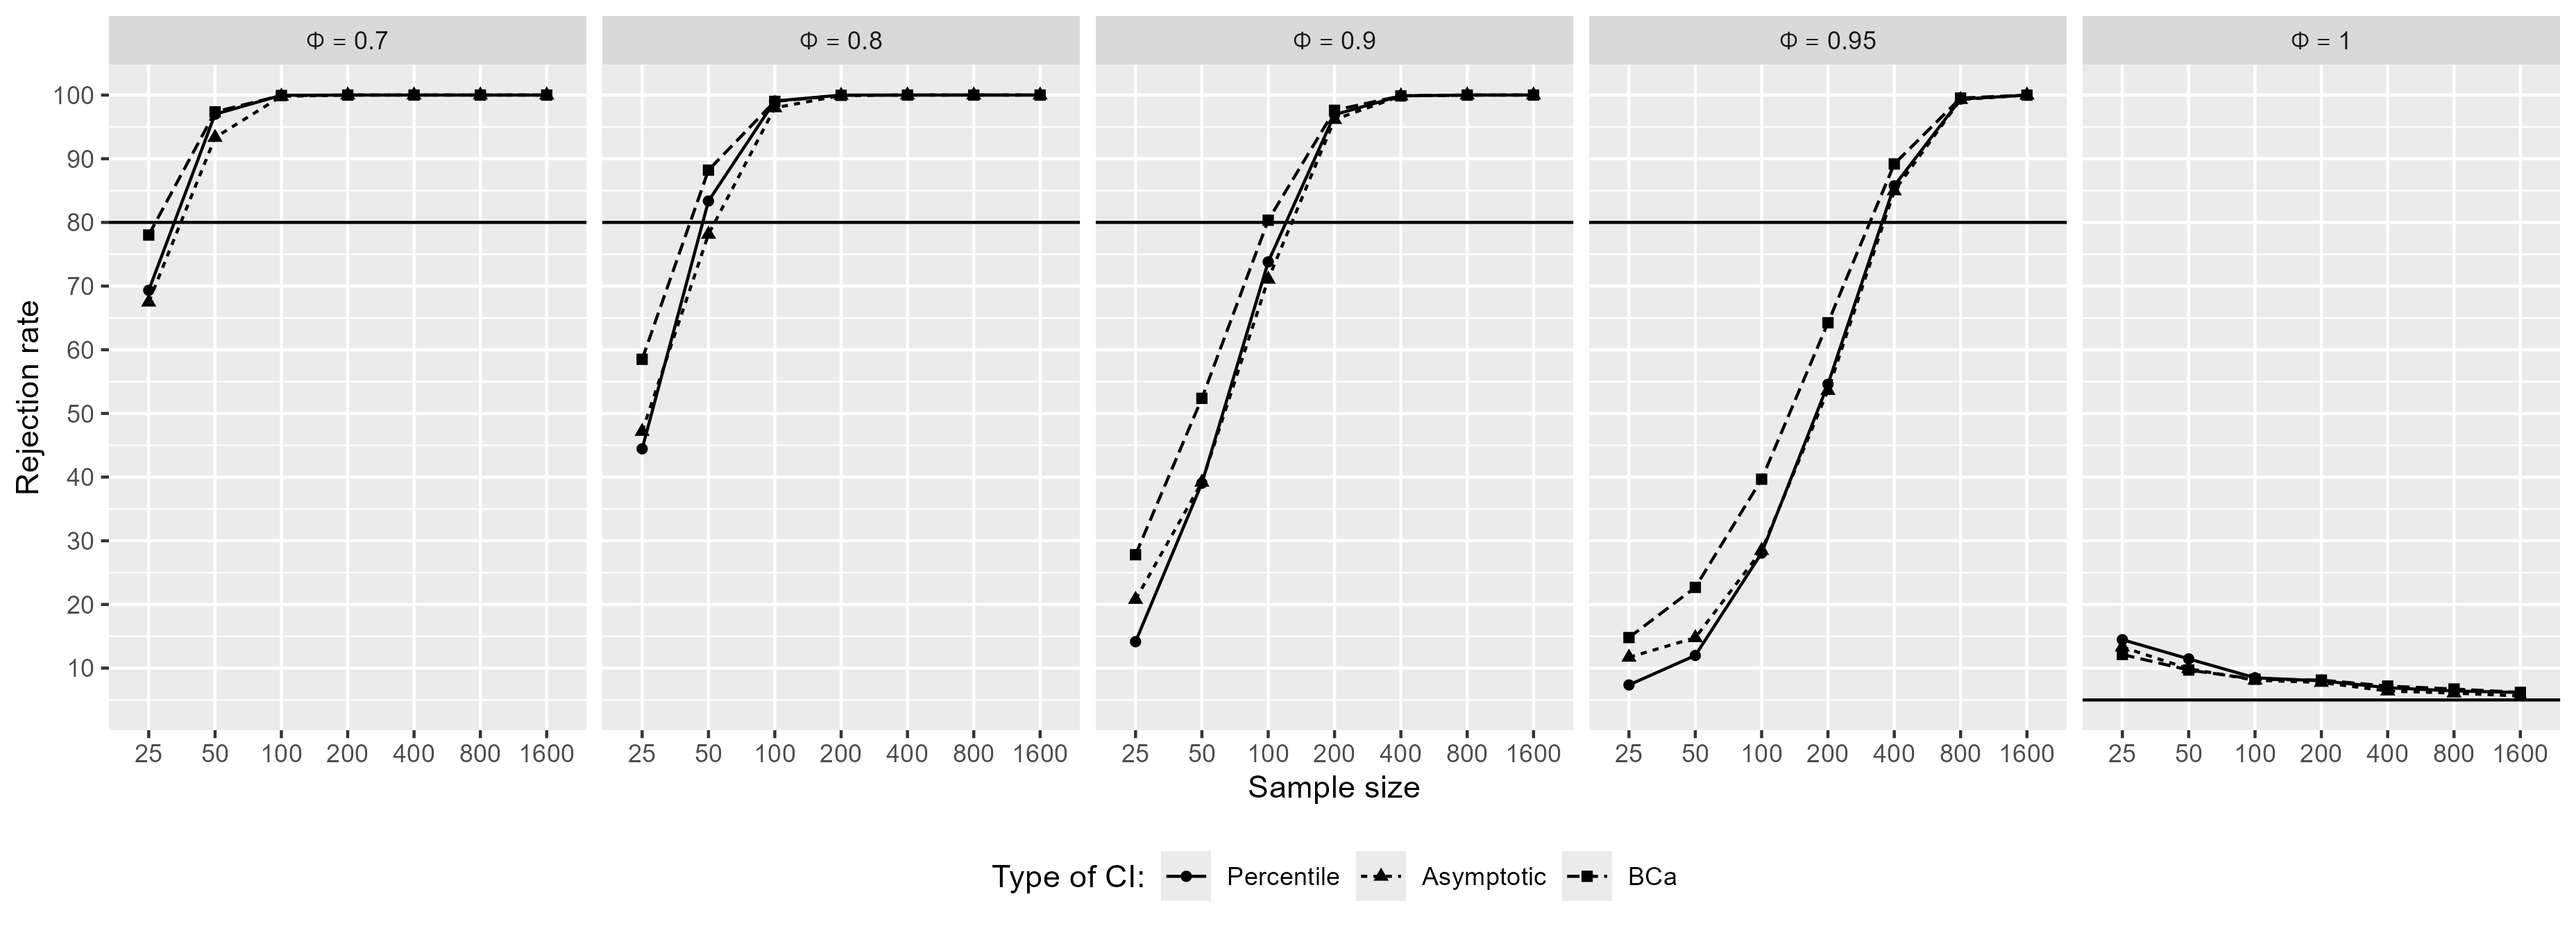 Φ = 0.7
Φ = 0.8
Φ = 0.9
Φ = 0.95
Φ = 1
Rejection rate
100
90
80
70
60
50
40
30
20
10
25 50 100 200 400 800 1600
25 50 100 200 400 800 1600
25 50 100 200 400 800 1600
25 50 100 200 400 800 1600
25 50 100 200 400 800 1600
Sample size
Type of CI: Percentile Asymptotic BCa